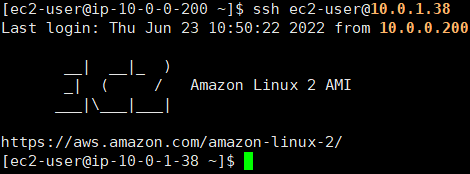 [ec2-user@ip-10-0-0-200 ~]$ ssh ec2-user@10.0.1.38
Last login: Thu Jun 23 10:50:22 2022 from 10.0.0.200
       __|  __|_  )
       _|  (     /   Amazon Linux 2 AMI
      ___|\___|___|
https://aws.amazon.com/amazon-linux-2/
[ec2-user@ip-10-0-1-38 ~]$